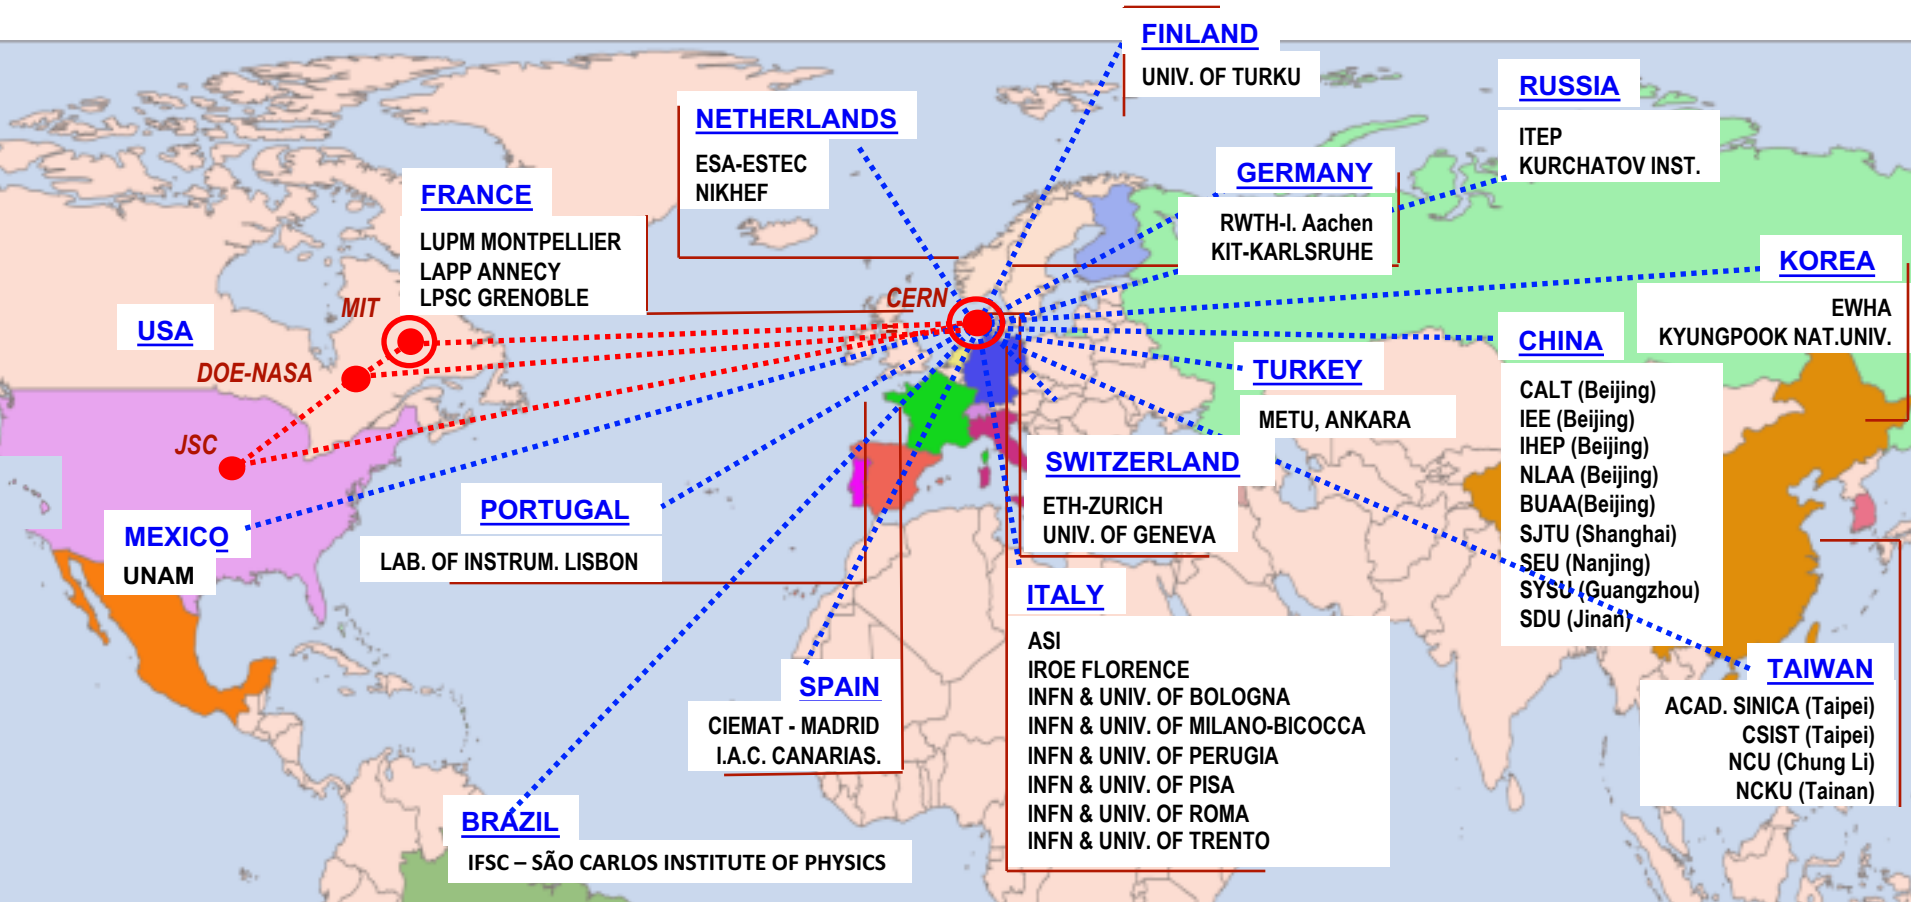 FINLAND
UNIV. OF TURKU
RUSSIA
ITEP
KURCHATOV INST.
NETHERLANDS
ESA-ESTEC
NIKHEF
GERMANY
RWTH-I. Aachen
KIT-KARLSRUHE
FRANCE
LUPM MONTPELLIER
LAPP ANNECY
LPSC GRENOBLE
KOREA
EWHA
KYUNGPOOK NAT.UNIV.
CERN
MIT
USA
DOE-NASA
JSC
CHINA
CALT (Beijing)
IEE (Beijing)
IHEP (Beijing)
NLAA (Beijing)
BUAA(Beijing)
SJTU (Shanghai)
SEU (Nanjing)
SYSU (Guangzhou)
SDU (Jinan)
TURKEY
METU, ANKARA
SWITZERLAND
ETH-ZURICH
UNIV. OF GENEVA
MEXICO
UNAM
PORTUGAL
LAB. OF INSTRUM. LISBON
ITALY
ASI
IROE FLORENCE
INFN & UNIV. OF BOLOGNA
INFN & UNIV. OF MILANO-BICOCCA
INFN & UNIV. OF PERUGIA
INFN & UNIV. OF PISA
INFN & UNIV. OF ROMA
INFN & UNIV. OF TRENTO
SPAIN
CIEMAT - MADRID
I.A.C. CANARIAS.
TAIWAN
ACAD. SINICA (Taipei)
CSIST (Taipei)
NCU (Chung Li)
NCKU (Tainan)
BRAZIL
IFSC – SÃO CARLOS INSTITUTE OF PHYSICS